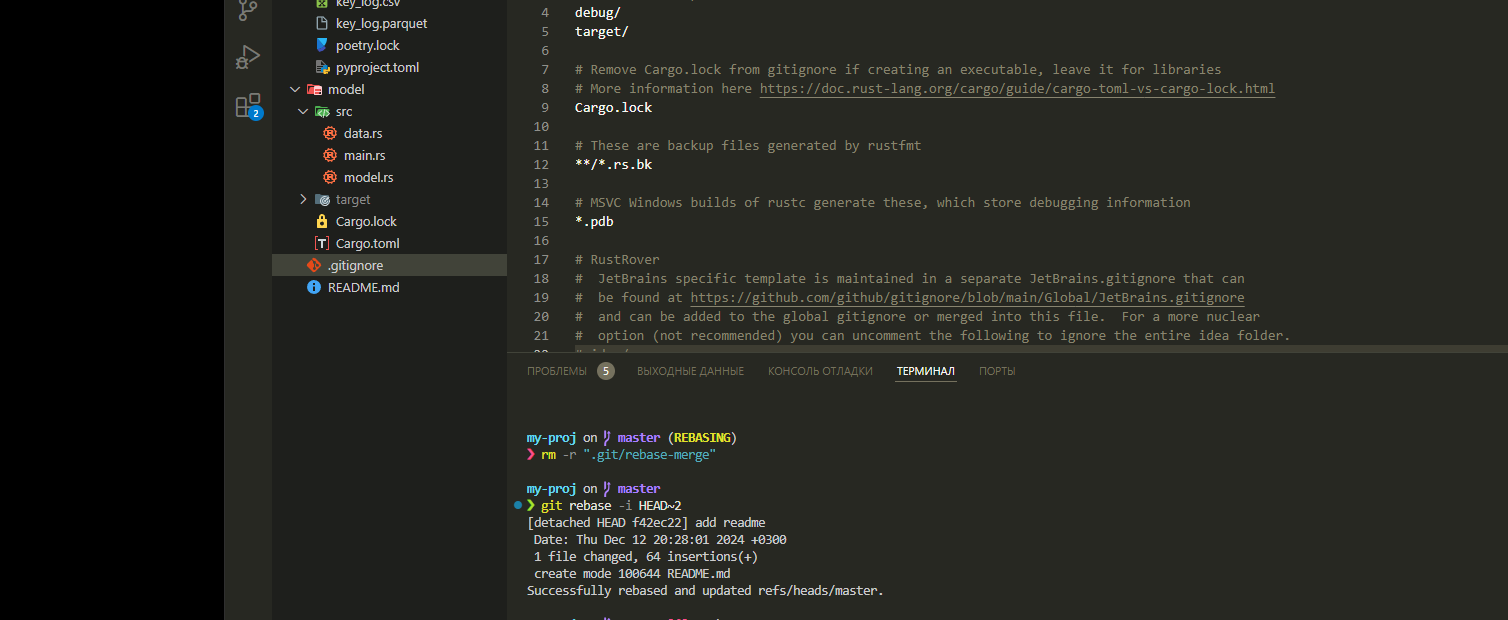 key_log.csv
key_log.parquet
poetry.lock
pyproject.toml
model
src
data.rs
main.rs
model.rs
target
Cargo.lock
Cargo.toml
.gitignore
README.md
2
4 debug/
5 target/
6
7 # Remove Cargo.lock from gitignore if creating an executable, leave it for libraries
8 # More information here https://doc.rust-lang.org/cargo/guide/cargo-toml-vs-cargo-lock.html
9 Cargo.lock
10
11 # These are backup files generated by rustfmt
12 **/*.rs.bk
13
14 # MSVC Windows builds of rustc generate these, which store debugging information
15 *.pdb
16
17 # RustRover
18 #  JetBrains specific template is maintained in a separate JetBrains.gitignore that can
19 #  be found at https://github.com/github/gitignore/blob/main/Global/JetBrains.gitignore
20 #  and can be added to the global gitignore or merged into this file.  For a more nuclear
21 #  option (not recommended) you can uncomment the following to ignore the entire idea folder.
ПРОБЛЕМЫ 5 ВЫХОДНЫЕ ДАННЫЕ КОНСОЛЬ ОТЛАДКИ ТЕРМИНАЛ ПОРТЫ
my-proj on master (REBASING)
❯ rm -r ".git/rebase-merge"
my-proj on master
❯ git rebase -i HEAD~2
[detached HEAD f42ec22] add readme
Date: Thu Dec 12 20:28:01 2024 +0300
1 file changed, 64 insertions(+)
create mode 100644 README.md
Successfully rebased and updated refs/heads/master.